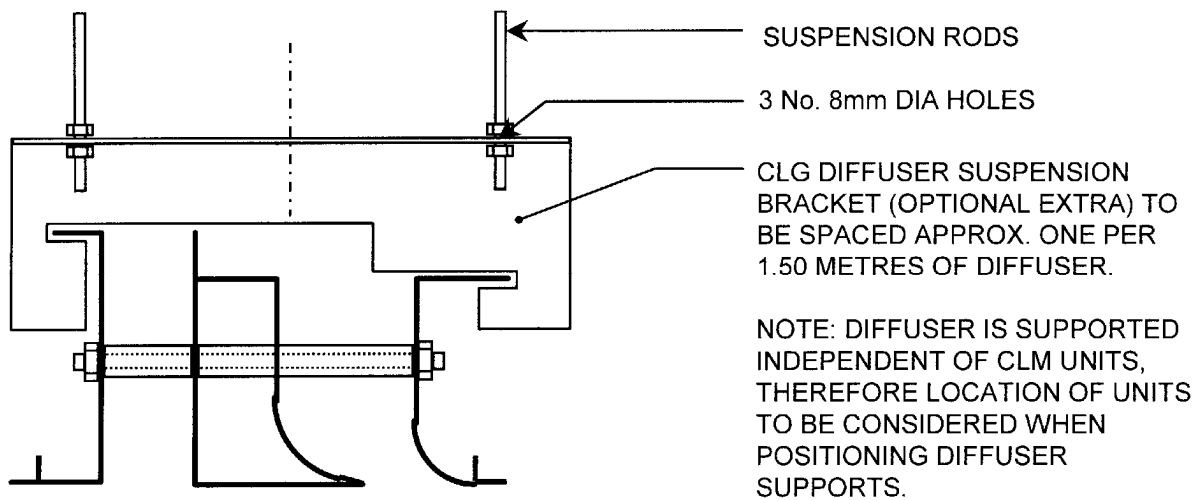 SUSPENSION RODS
3 No. 8mm DIA HOLES
CLG DIFFUSER SUSPENSION
BRACKET (OPTIONAL EXTRA) TO
BE SPACED APPROX. ONE PER
1.50 METRES OF DIFFUSER.
NOTE: DIFFUSER IS SUPPORTED
INDEPENDENT OF CLM UNITS,
THEREFORE LOCATION OF UNITS
TO BE CONSIDERED WHEN
POSITIONING DIFFUSER
SUPPORTS.